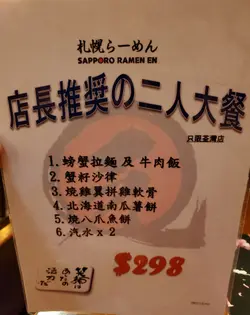 札幌らーめん
SAPPORO RAMEN EN
店長推奨の二人大餐
只限荃灣店
1. 螃蟹拉麵 及 牛肉飯
2. 蟹籽沙律
3. 燒雞翼拼雞軟骨
4. 北海道南瓜薯餅
5. 燒八爪魚餅
6. 汽水 x 2
$298